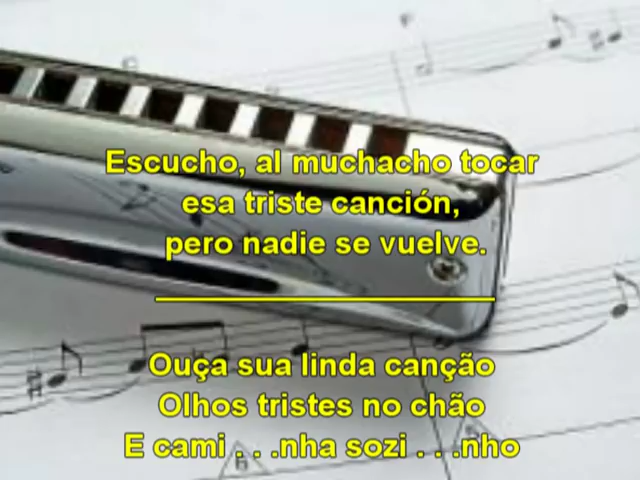 Escucho, al muchacho tocar
esa triste canción,
pero nadie se vuelve.
Ouça sua linda canção
Olhos tristes no chão
E cami . . .nha sozi . . .nho